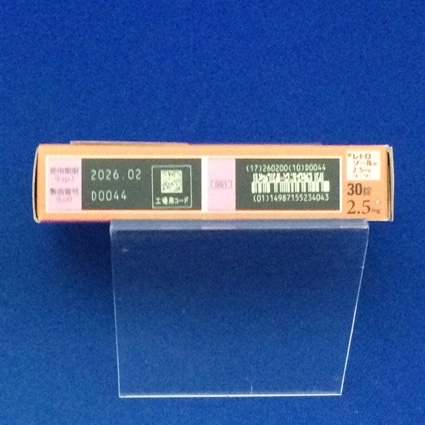 使用期限
(Exp.)
2026.02
製造番号
(Lot)
D0044
工場用コード
(17)260200(10)D0044
(01)14987155234043
レトロ
ゾール
2.5mg
30錠
2.5mg